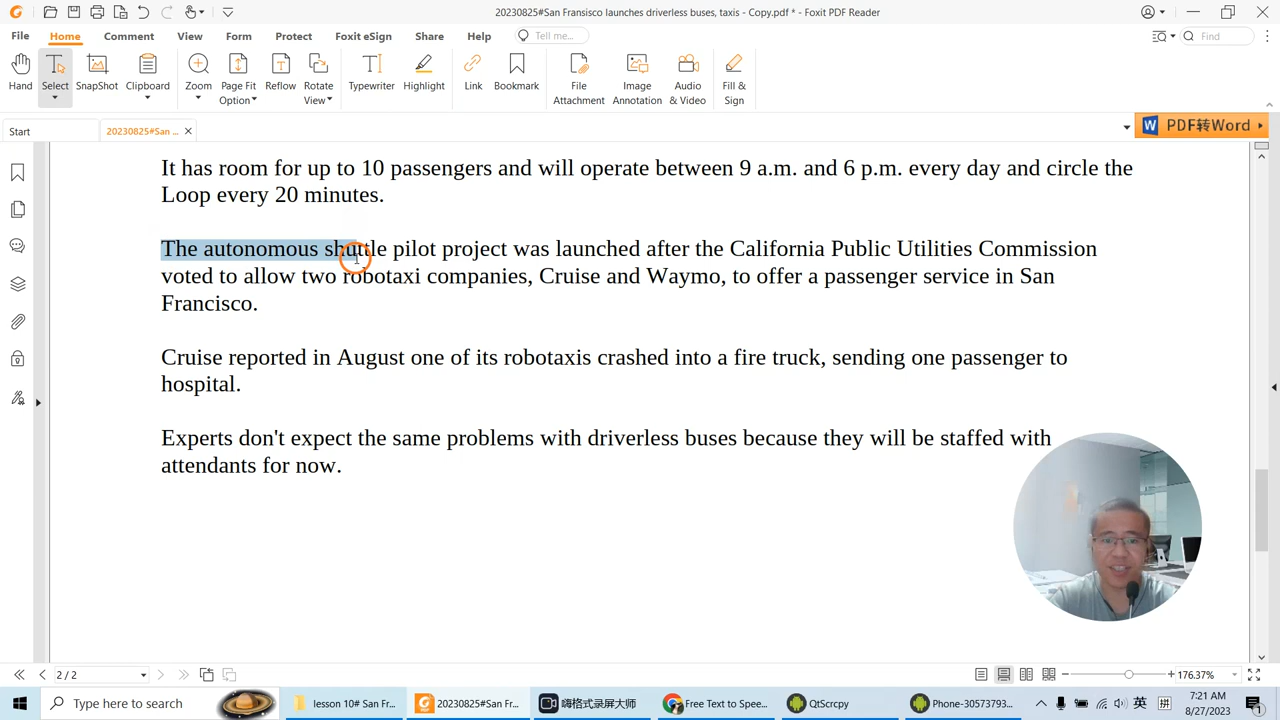 20230825#San Fransisco launches driverless buses, taxis - Copy.pdf * - Foxit PDF Reader
File Home Comment View Form Protect Foxit eSign Share Help Tell me... Find
Hand Select SnapShot Clipboard Zoom Page Fit Option Reflow Rotate View Typewriter Highlight Link Bookmark File Attachment Image Annotation Audio & Video Fill & Sign
Start 20230825#San ... PDF转Word
It has room for up to 10 passengers and will operate between 9 a.m. and 6 p.m. every day and circle the
Loop every 20 minutes.
The autonomous shuttle pilot project was launched after the California Public Utilities Commission
voted to allow two robotaxi companies, Cruise and Waymo, to offer a passenger service in San
Francisco.
Cruise reported in August one of its robotaxis crashed into a fire truck, sending one passenger to
hospital.
Experts don't expect the same problems with driverless buses because they will be staffed with
attendants for now.
2 / 2 176.37%
Type here to search lesson 10# San Fr... 20230825#San Fr... 嗨格式录屏大师 Free Text to Spee... QtScrcpy Phone-30573793... 英 拼 7:21 AM
8/27/2023
1